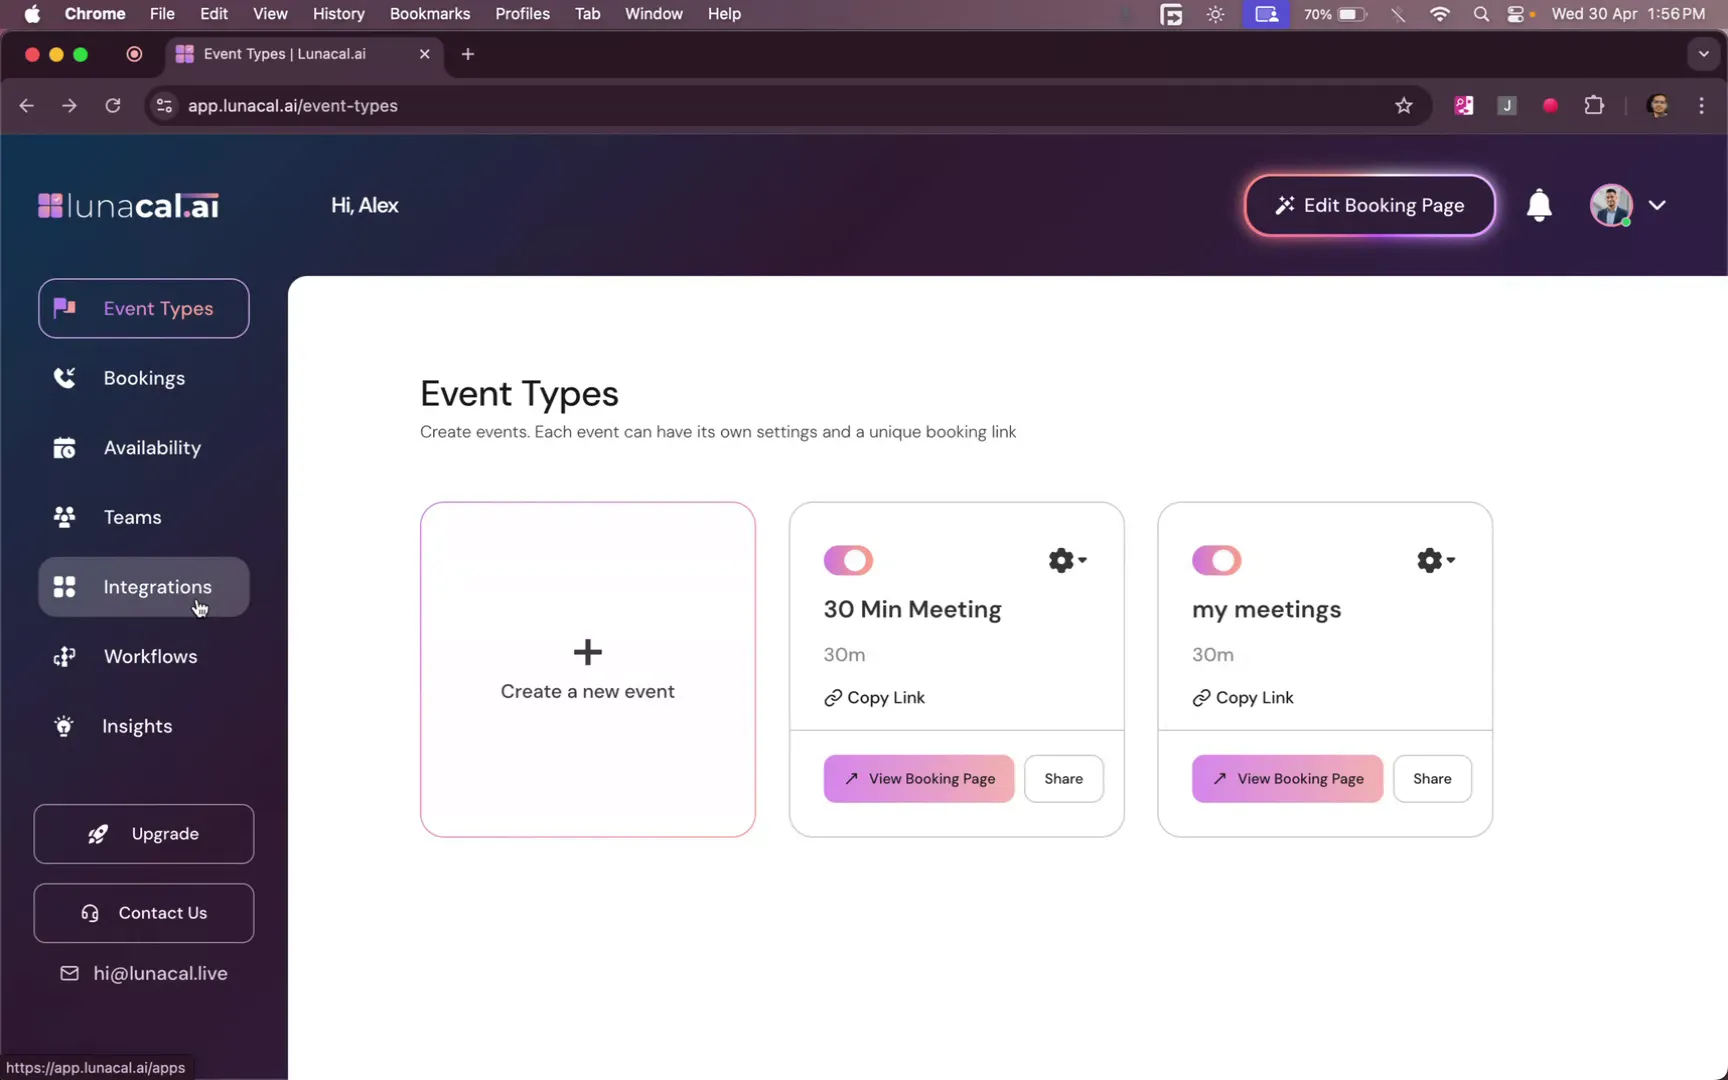 Chrome File Edit View History Bookmarks Profiles Tab Window Help 70% Wed 30 Apr 1:56 PM
Event Types | Lunacal.ai
app.lunacal.ai/event-types
J
lunacal.ai
Hi, Alex
Edit Booking Page
Event Types
Bookings
Availability
Teams
Integrations
Workflows
Insights
Upgrade
Contact Us
hi@lunacal.live
https://app.lunacal.ai/apps
Event Types
Create events. Each event can have its own settings and a unique booking link
Create a new event
30 Min Meeting
30m
Copy Link
View Booking Page
Share
my meetings
30m
Copy Link
View Booking Page
Share